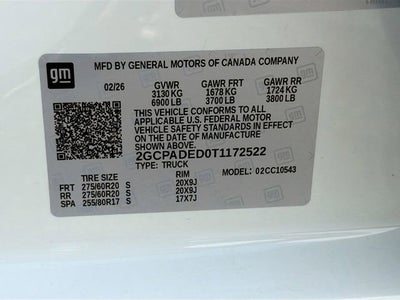 gm
MFD BY GENERAL MOTORS OF CANADA COMPANY
02/26 GVWR GAWR FRT GAWR RR
3130 KG 1678 KG 1724 KG
6900 LB 3700 LB 3800 LB
THIS VEHICLE CONFORMS TO ALL
APPLICABLE U.S. FEDERAL MOTOR
VEHICLE SAFETY STANDARDS IN EFFECT
ON THE DATE OF MANUFACTURE
SHOWN ABOVE.
2GCPADED0T1172522
TYPE: TRUCK MODEL: 02CC10543
TIRE SIZE RIM
FRT 275/60R20 S 20X9J
RR 275/60R20 S 20X9J
SPA 255/80R17 S 17X7J